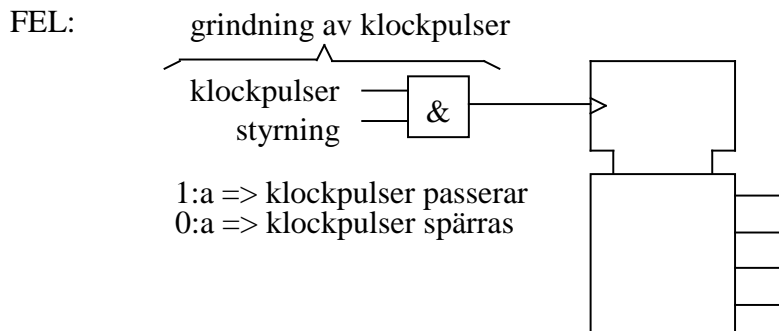 FEL:
grindning av klockpulser
klockpulser
styrning
&
1:a => klockpulser passerar
0:a => klockpulser spärras